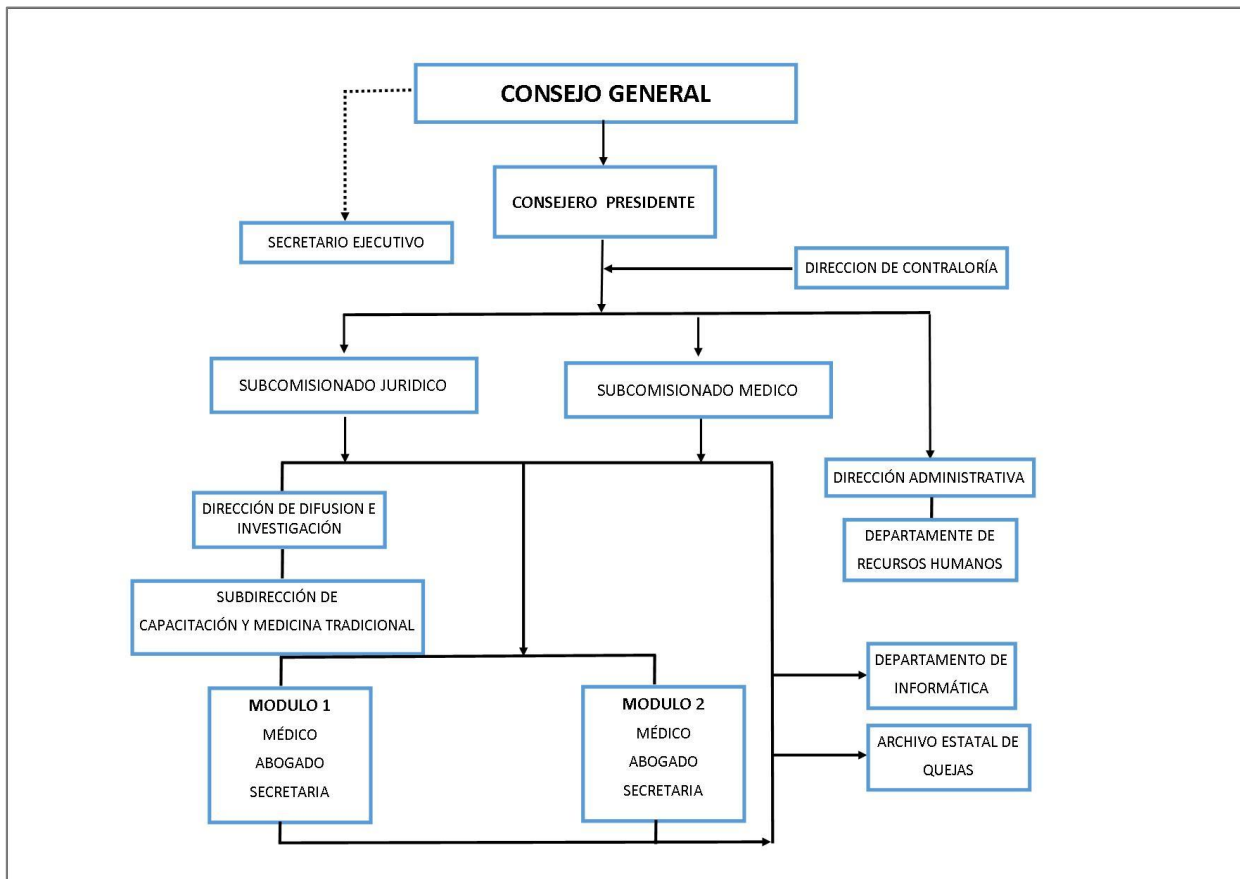 CONSEJO GENERAL
CONSEJERO PRESIDENTE
SECRETARIO EJECUTIVO
DIRECCION DE CONTRALORÍA
SUBCOMISIONADO JURIDICO
SUBCOMISIONADO MEDICO
DIRECCIÓN ADMINISTRATIVA
DEPARTAMENTE DE
RECURSOS HUMANOS
DIRECCIÓN DE DIFUSION E
INVESTIGACIÓN
SUBDIRECCIÓN DE
CAPACITACIÓN Y MEDICINA TRADICIONAL
MODULO 1
MÉDICO
ABOGADO
SECRETARIA
MODULO 2
MÉDICO
ABOGADO
SECRETARIA
DEPARTAMENTO DE
INFORMÁTICA
ARCHIVO ESTATAL DE
QUEJAS